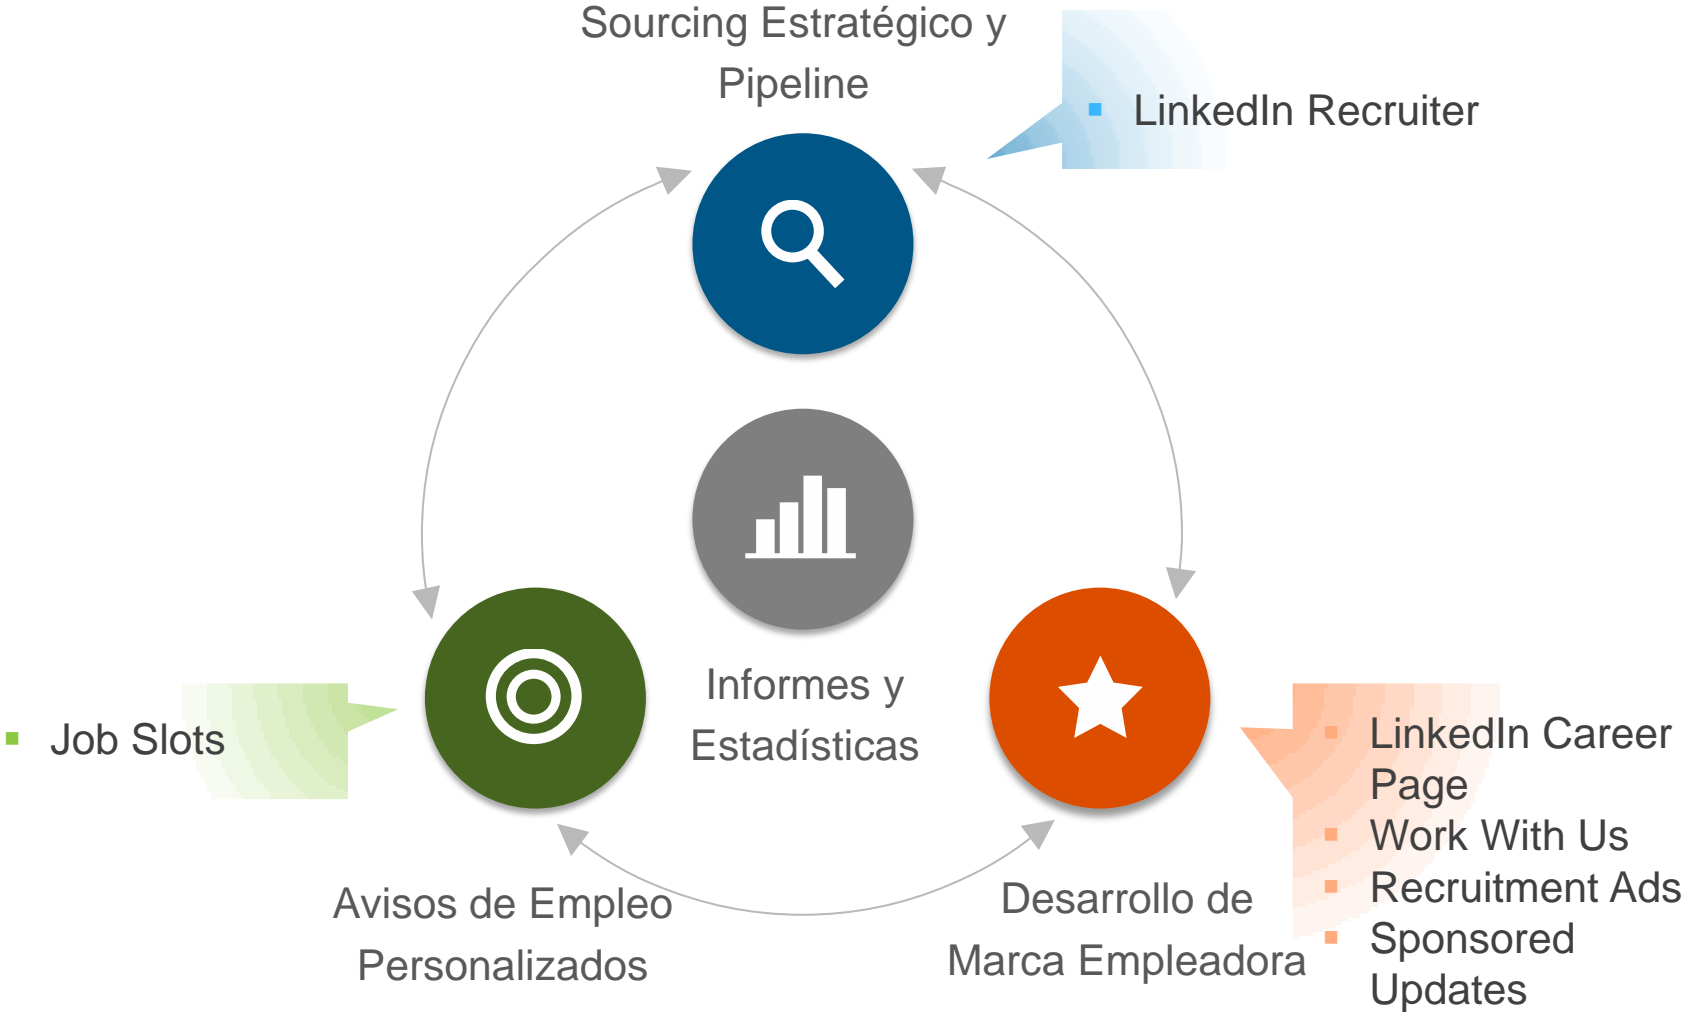 Sourcing Estratégico y
Pipeline
▪ LinkedIn Recruiter
Informes y
Estadísticas
▪ Job Slots
▪ LinkedIn Career
Page
▪ Work With Us
▪ Recruitment Ads
▪ Sponsored
Updates
Avisos de Empleo
Personalizados
Desarrollo de
Marca Empleadora